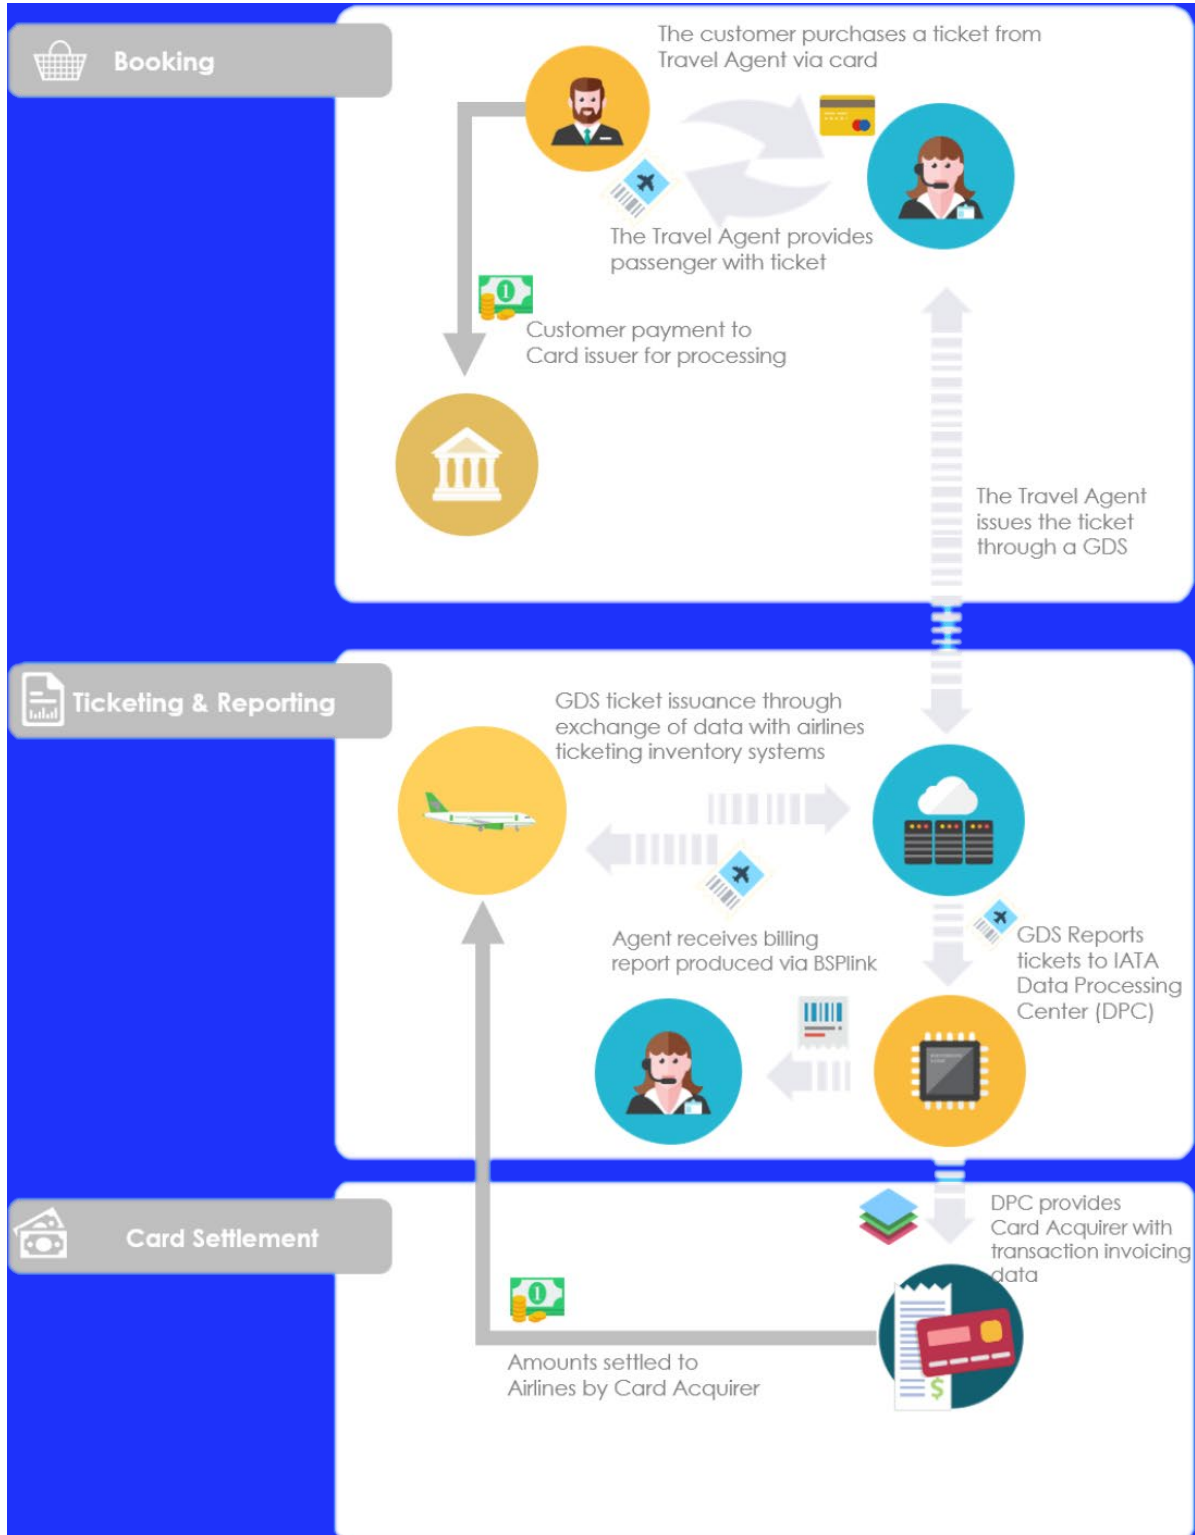 Booking
The customer purchases a ticket from
Travel Agent via card
The Travel Agent provides
passenger with ticket
Customer payment to
Card issuer for processing
The Travel Agent
issues the ticket
through a GDS
Ticketing & Reporting
GDS ticket issuance through
exchange of data with airlines
ticketing inventory systems
Agent receives billing
report produced via BSPlink
GDS Reports
tickets to IATA
Data Processing
Center (DPC)
Card Settlement
DPC provides
Card Acquirer with
transaction invoicing
data
Amounts settled to
Airlines by Card Acquirer